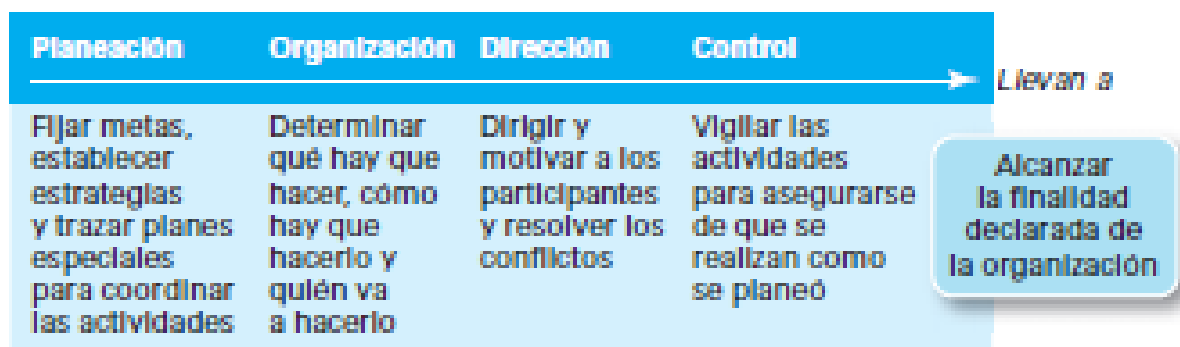 Planeación
Organización
Dirección
Control
Llevan a
Fijar metas,
establecer
estrategias
y trazar planes
especiales
para coordinar
las actividades
Determinar
qué hay que
hacer, cómo
hay que
hacerlo y
quién va
a hacerlo
Dirigir y
motivar a los
participantes
y resolver los
conflictos
Vigilar las
actividades
para asegurarse
de que se
realizan como
se planeó
Alcanzar
la finalidad
declarada de
la organización